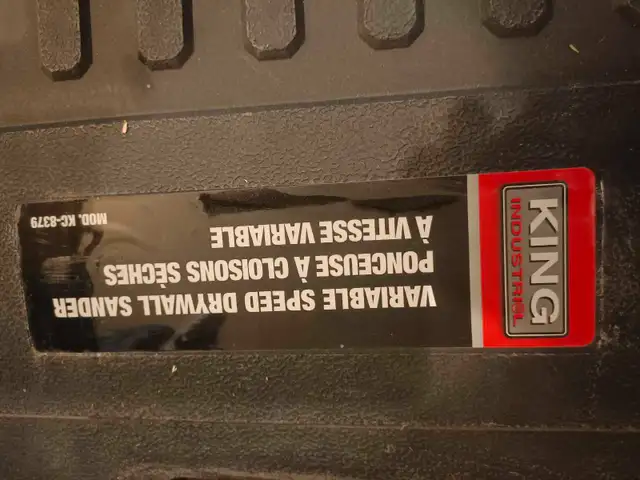 KING
INDUSTRIAL
VARIABLE SPEED DRYWALL SANDER
PONCEUSE À CLOISONS SÈCHES
À VITESSE VARIABLE
MOD. KC-8379